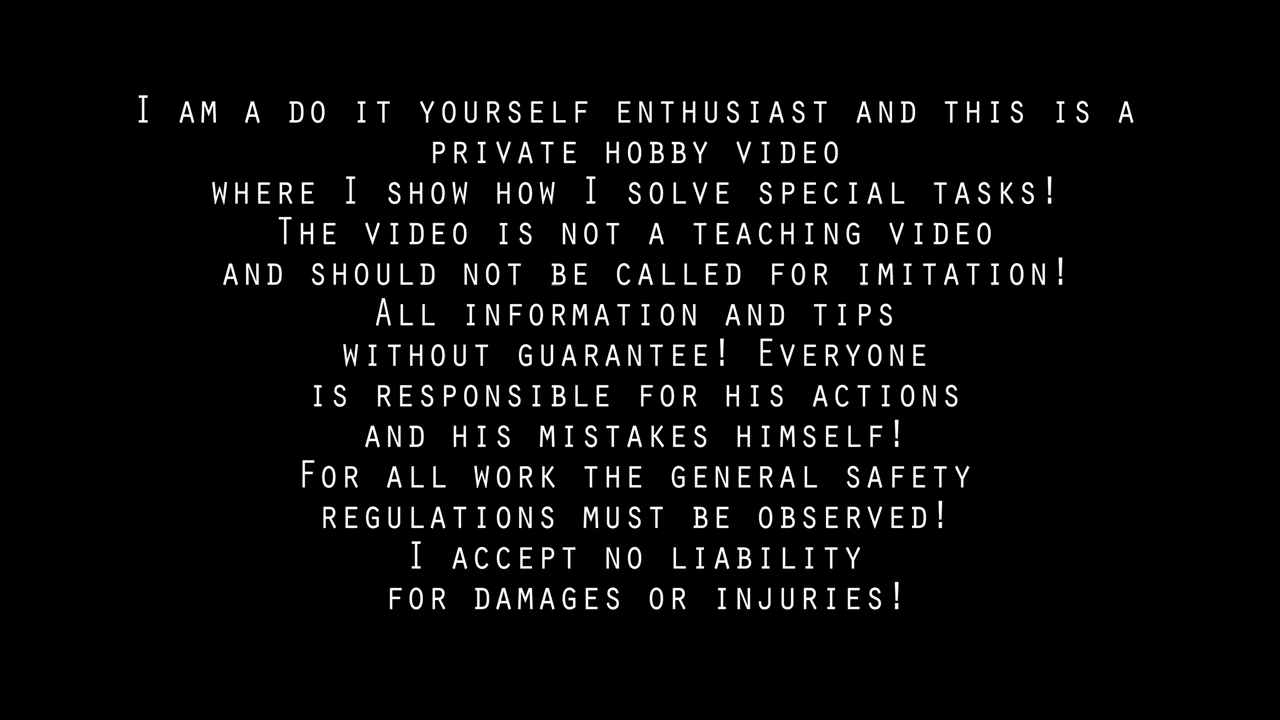 I AM A DO IT YOURSELF ENTHUSIAST AND THIS IS A
PRIVATE HOBBY VIDEO
WHERE I SHOW HOW I SOLVE SPECIAL TASKS!
THE VIDEO IS NOT A TEACHING VIDEO
AND SHOULD NOT BE CALLED FOR IMITATION!
ALL INFORMATION AND TIPS
WITHOUT GUARANTEE! EVERYONE
IS RESPONSIBLE FOR HIS ACTIONS
AND HIS MISTAKES HIMSELF!
FOR ALL WORK THE GENERAL SAFETY
REGULATIONS MUST BE OBSERVED!
I ACCEPT NO LIABILITY
FOR DAMAGES OR INJURIES!